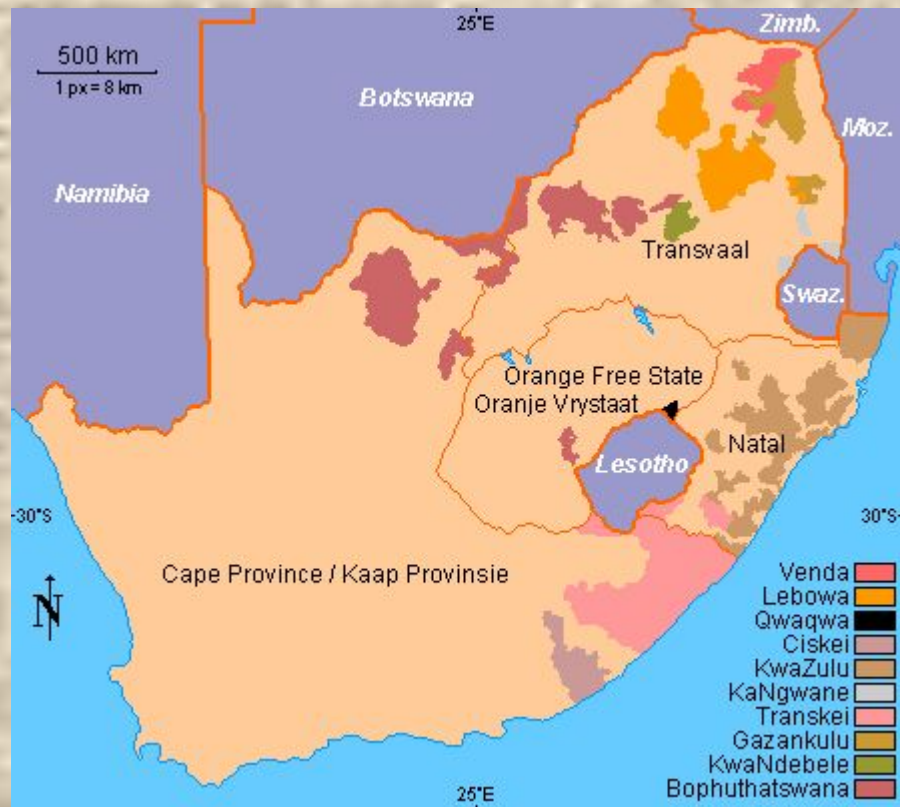 25°E
Zimb.
500 km
1 px = 8 km
Botswana
Moz.
Namibia
Transvaal
Swaz.
Orange Free State
Oranje Vrystaat
Natal
Lesotho
30°S
30°S
Cape Province / Kaap Provinsie
N
Venda
Lebowa
Qwaqwa
Ciskei
KwaZulu
KaNgwane
Transkei
Gazankulu
KwaNdebele
Bophuthatswana
25°E